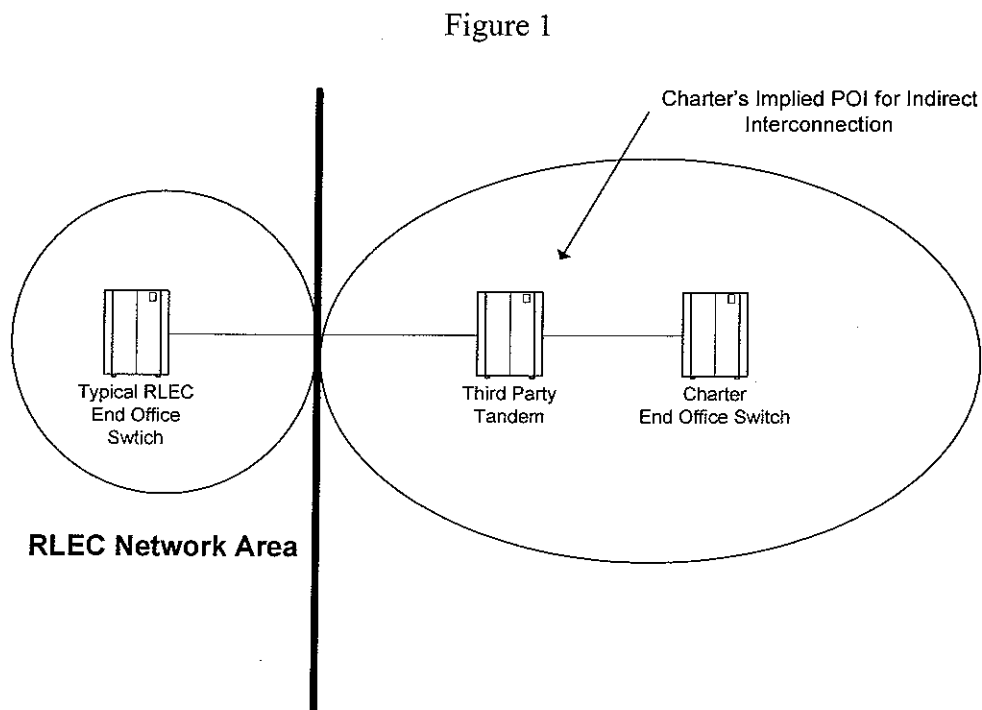 Figure 1
Charter's Implied POI for Indirect
Interconnection
Typical RLEC
End Office
Swtich
Third Party
Tandem
Charter
End Office Switch
RLEC Network Area